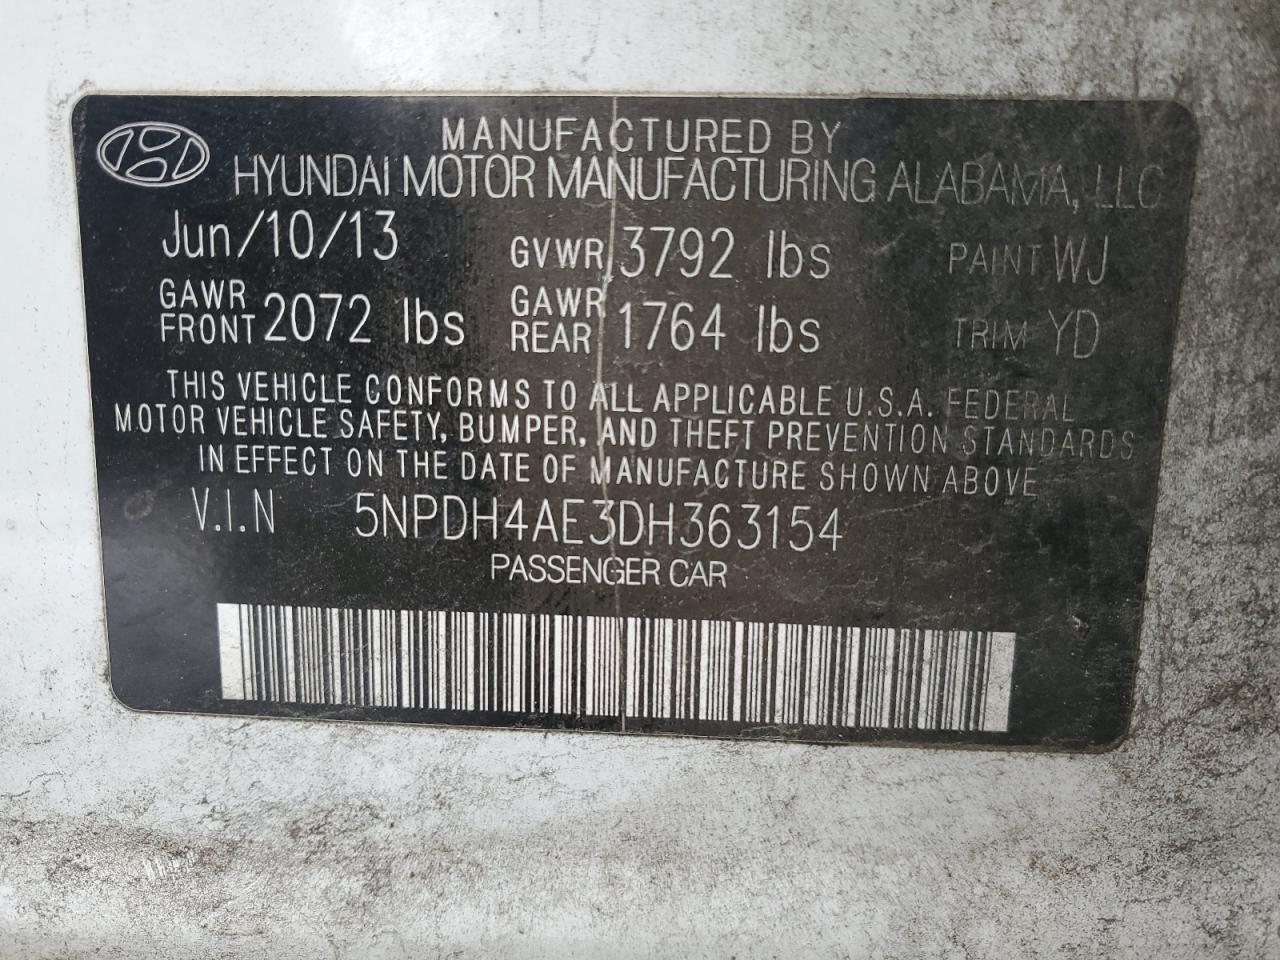 MANUFACTURED BY
HYUNDAI MOTOR MANUFACTURING ALABAMA, LLC
Jun/10/13 GVWR 3792 lbs PAINT WJ
GAWR FRONT 2072 lbs GAWR REAR 1764 lbs TRIM YD
THIS VEHICLE CONFORMS TO ALL APPLICABLE U.S.A. FEDERAL
MOTOR VEHICLE SAFETY, BUMPER, AND THEFT PREVENTION STANDARDS
IN EFFECT ON THE DATE OF MANUFACTURE SHOWN ABOVE
V.I.N 5NPDH4AE3DH363154
PASSENGER CAR